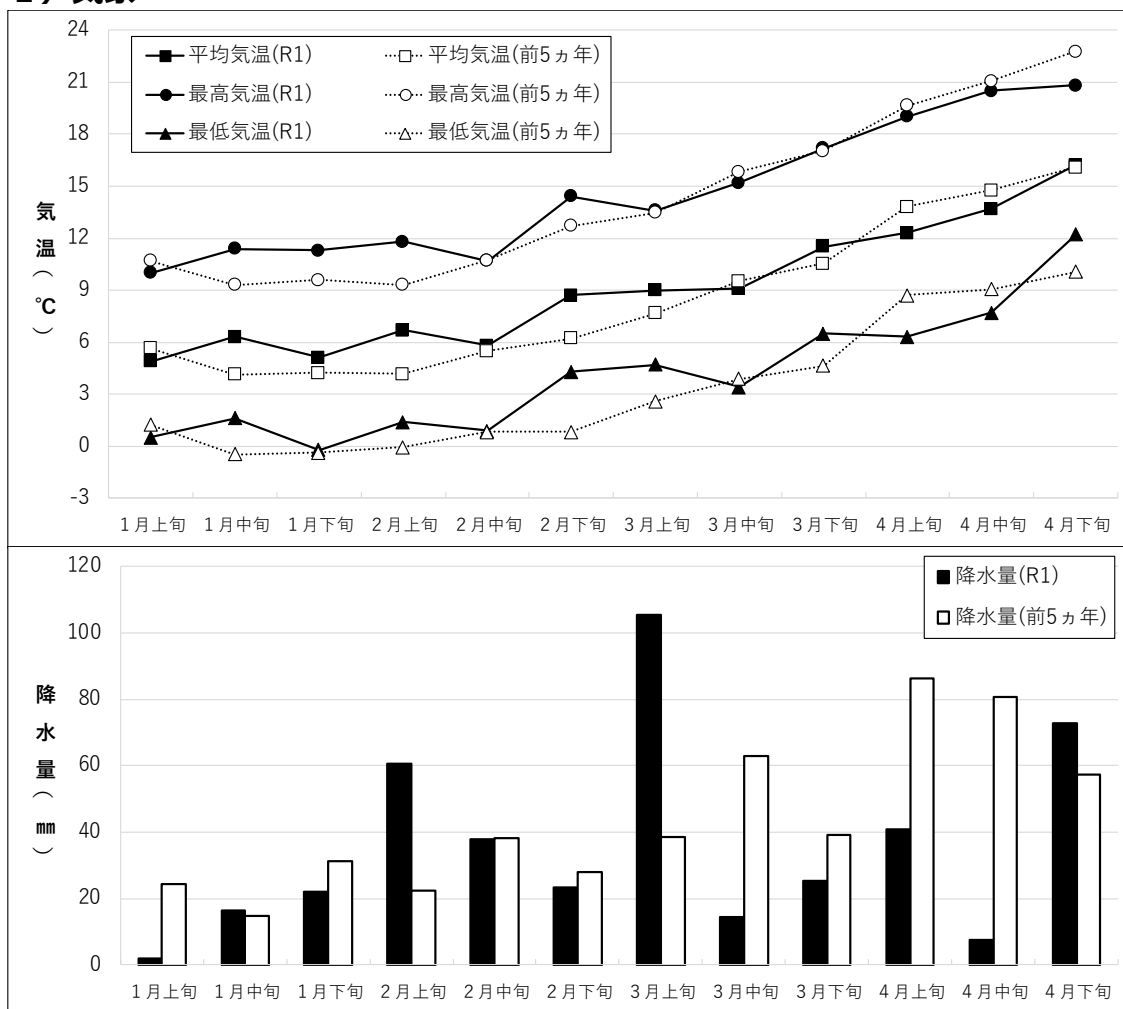 24
21
18
15
12
9
6
3
0
-3
気温(℃)
平均気温(R1)
平均気温(前5ヵ年)
最高気温(R1)
最高気温(前5ヵ年)
最低気温(R1)
最低気温(前5ヵ年)
1月上旬 1月中旬 1月下旬 2月上旬 2月中旬 2月下旬 3月上旬 3月中旬 3月下旬 4月上旬 4月中旬 4月下旬
120
100
80
60
40
20
0
降水量(㎜)
降水量(R1)
降水量(前5ヵ年)
1月上旬 1月中旬 1月下旬 2月上旬 2月中旬 2月下旬 3月上旬 3月中旬 3月下旬 4月上旬 4月中旬 4月下旬